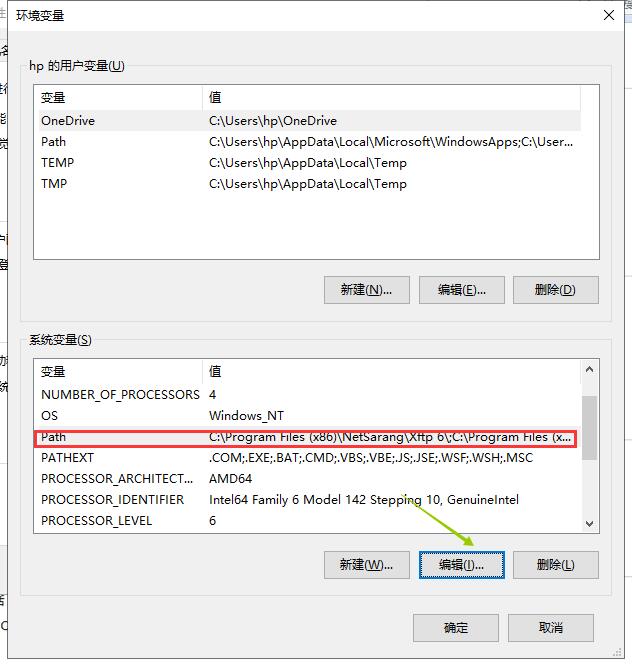 环境变量
hp 的用户变量(U)
变量 值
OneDrive C:\Users\hp\OneDrive
Path C:\Users\hp\AppData\Local\Microsoft\WindowsApps;C:\User...
TEMP C:\Users\hp\AppData\Local\Temp
TMP C:\Users\hp\AppData\Local\Temp
新建(N)... 编辑(E)... 删除(D)
系统变量(S)
变量 值
NUMBER_OF_PROCESSORS 4
OS Windows_NT
Path C:\Program Files (x86)\NetSarang\Xftp 6\;C:\Program Files (x...
PATHEXT .COM;.EXE;.BAT;.CMD;.VBS;.VBE;.JS;.JSE;.WSF;.WSH;.MSC
PROCESSOR_ARCHITECT... AMD64
PROCESSOR_IDENTIFIER Intel64 Family 6 Model 142 Stepping 10, GenuineIntel
PROCESSOR_LEVEL 6
新建(W)... 编辑(I)... 删除(L)
确定 取消